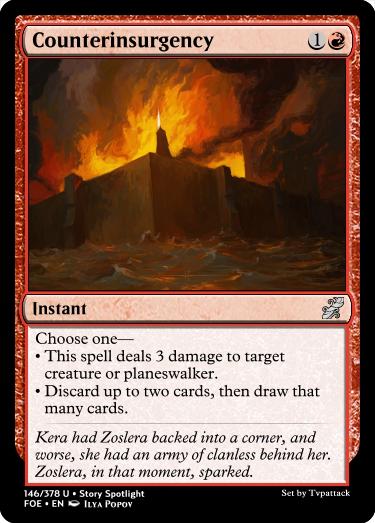 Counterinsurgency 1
Instant
Choose one—
• This spell deals 3 damage to target
creature or planeswalker.
• Discard up to two cards, then draw that
many cards.
Kera had Zoslera backed into a corner, and
worse, she had an army of clanless behind her.
Zoslera, in that moment, sparked.
146/378 U • Story Spotlight
Set by Tvpattack
FOE • EN Ilya Popov